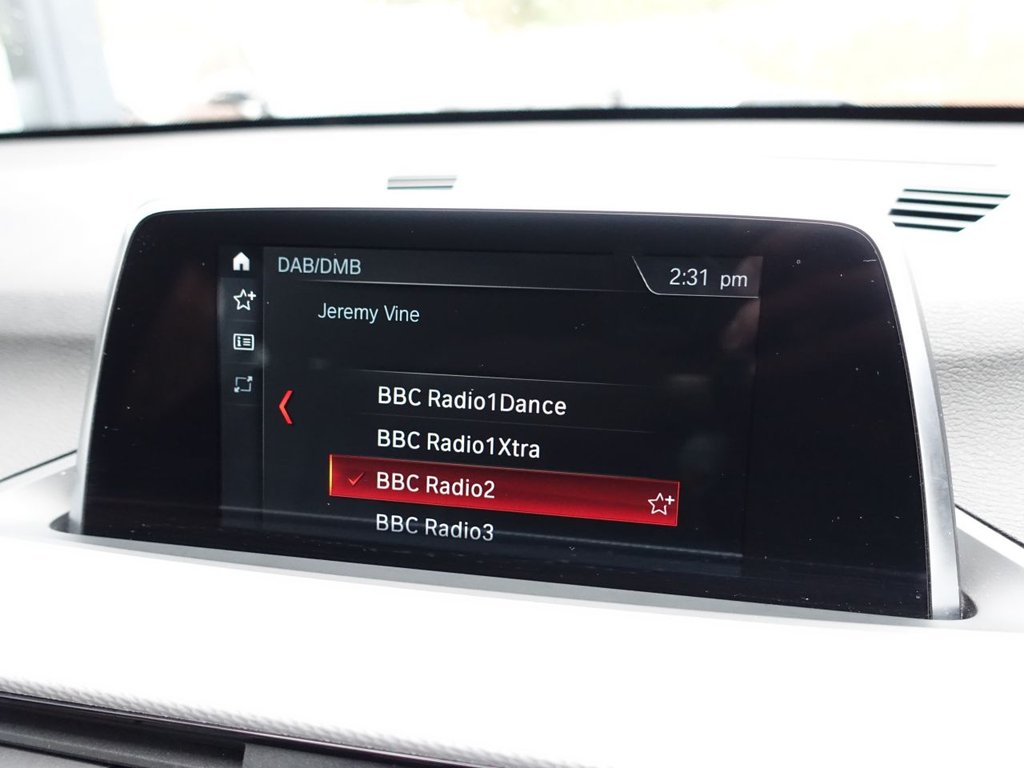 DAB/DMB
2:31 pm
Jeremy Vine
BBC Radio1Dance
BBC Radio1Xtra
BBC Radio2
BBC Radio3